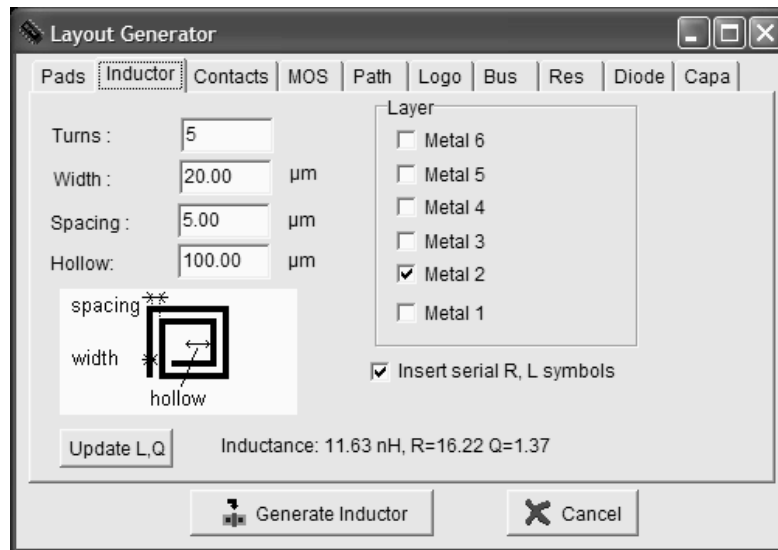 Layout Generator
Pads Inductor Contacts MOS Path Logo Bus Res Diode Capa
Layer
Turns : 5
Metal 6
Width : 20.00 µm
Metal 5
Metal 4
Spacing : 5.00 µm
Metal 3
Hollow: 100.00 µm
Metal 2
Metal 1
spacing
width
hollow
Insert serial R, L symbols
Update L,Q
Inductance: 11.63 nH, R=16.22 Q=1.37
Generate Inductor
Cancel